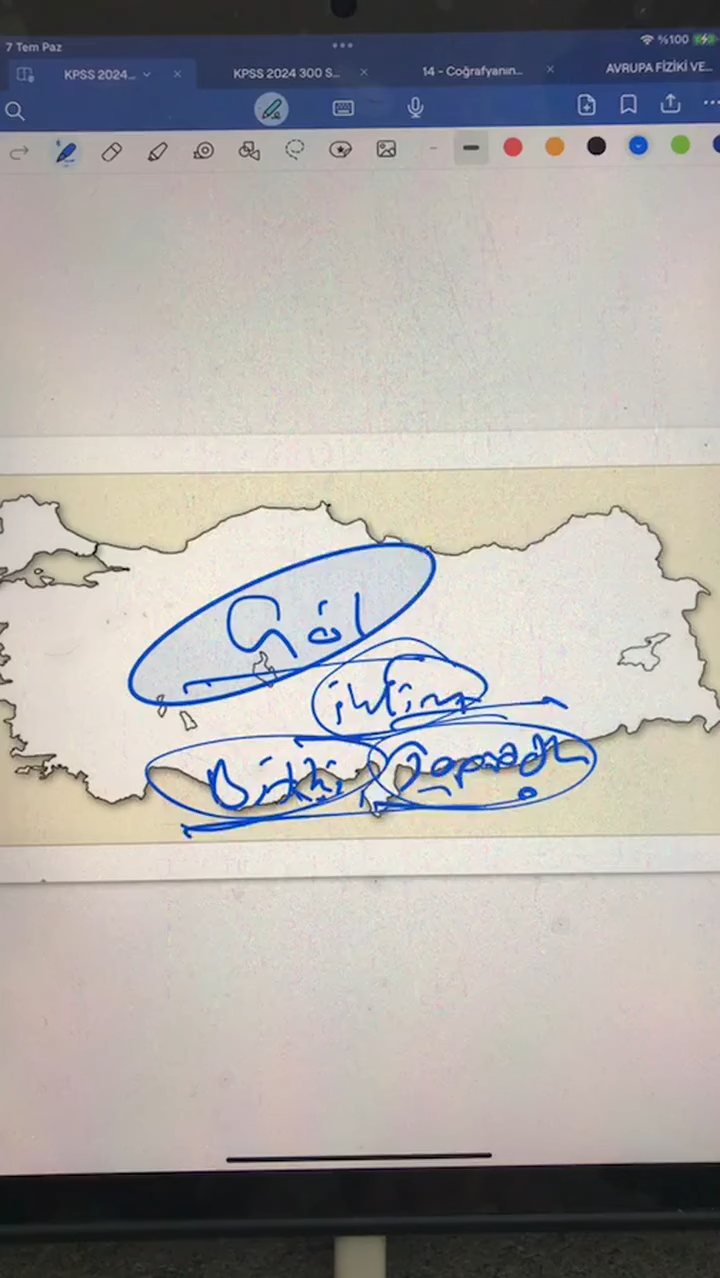 7 Tem Paz
%100
KPSS 2024...
KPSS 2024 300 S...
14 - Coğrafyanın...
AVRUPA FİZİKİ VE...
Göl
iklim
Bitki